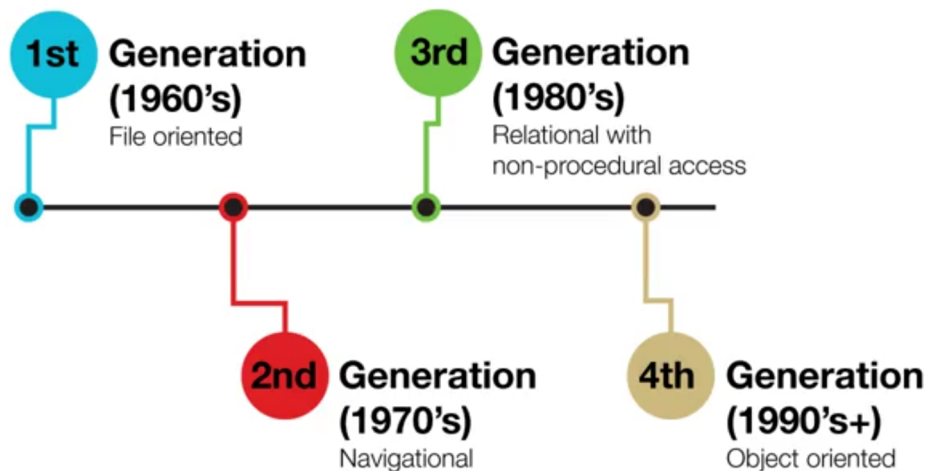 1st
Generation
(1960's)
File oriented
2nd
Generation
(1970's)
Navigational
3rd
Generation
(1980's)
Relational with
non-procedural access
4th
Generation
(1990's+)
Object oriented